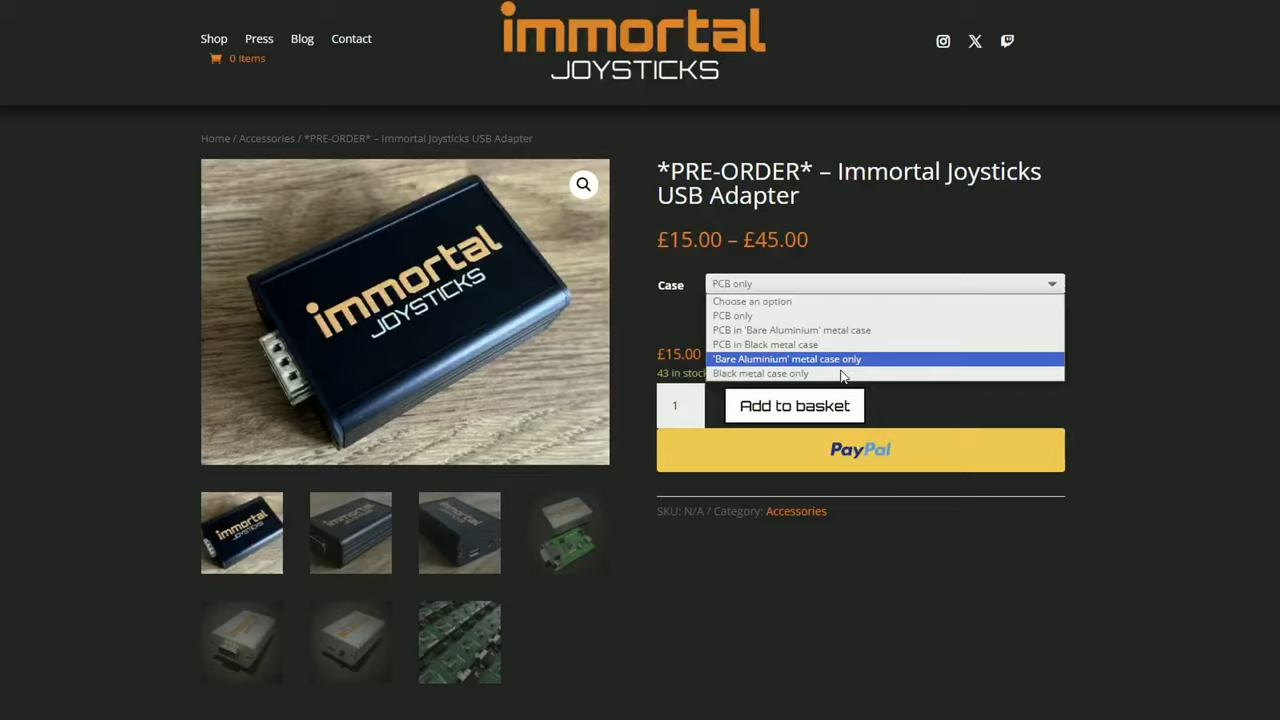 immortal
JOYSTICKS
Shop Press Blog Contact
0 Items
Home / Accessories / *PRE-ORDER* – Immortal Joysticks USB Adapter
immortal
JOYSTICKS
*PRE-ORDER* – Immortal Joysticks
USB Adapter
£15.00 – £45.00
Case PCB only
Choose an option
PCB only
PCB in 'Bare Aluminium' metal case
PCB in Black metal case
'Bare Aluminium' metal case only
Black metal case only
£15.00
43 in stock
1 Add to basket
PayPal
SKU: N/A / Category: Accessories
immortal
JOYSTICKS
immortal
immortal